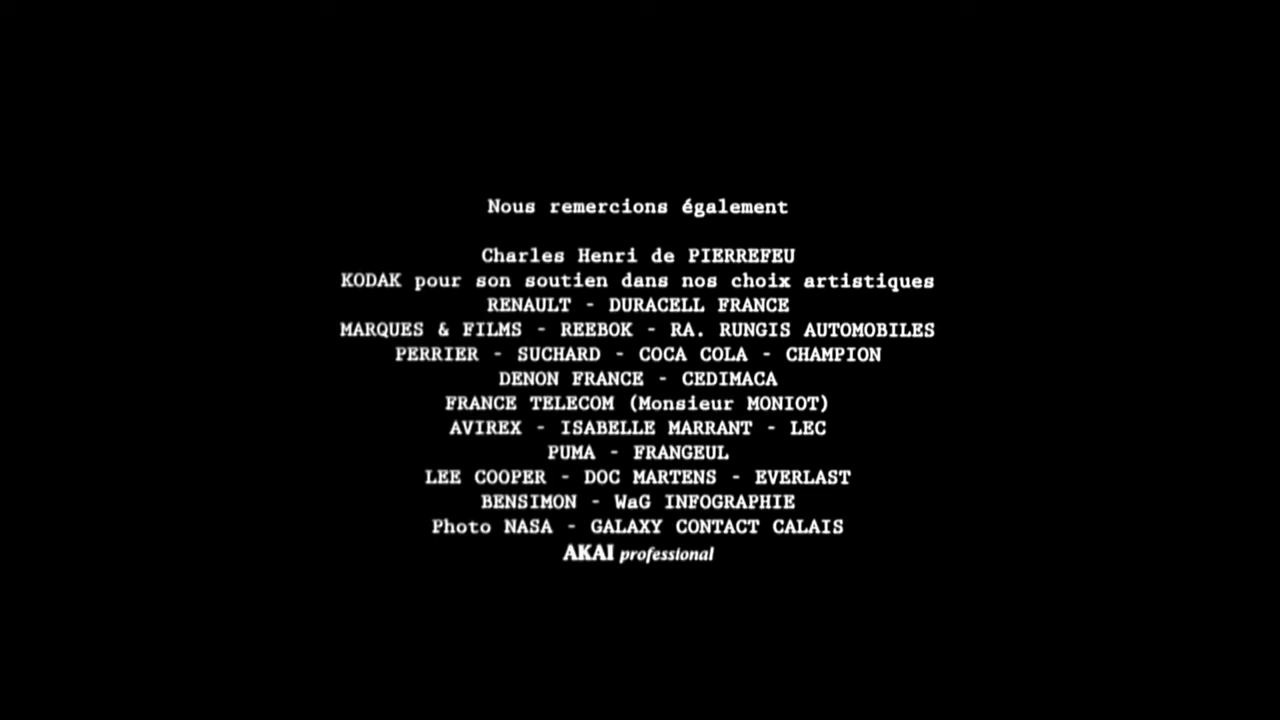 Nous remercions également
Charles Henri de PIERREFEU
KODAK pour son soutien dans nos choix artistiques
RENAULT - DURACELL FRANCE
MARQUES & FILMS - REEBOK - RA. RUNGIS AUTOMOBILES
PERRIER - SUCHARD - COCA COLA - CHAMPION
DENON FRANCE - CEDIMACA
FRANCE TELECOM (Monsieur MONIOT)
AVIREX - ISABELLE MARRANT - LEC
PUMA - FRANGEUL
LEE COOPER - DOC MARTENS - EVERLAST
BENSIMON - WaG INFOGRAPHIE
Photo NASA - GALAXY CONTACT CALAIS
AKAI professional